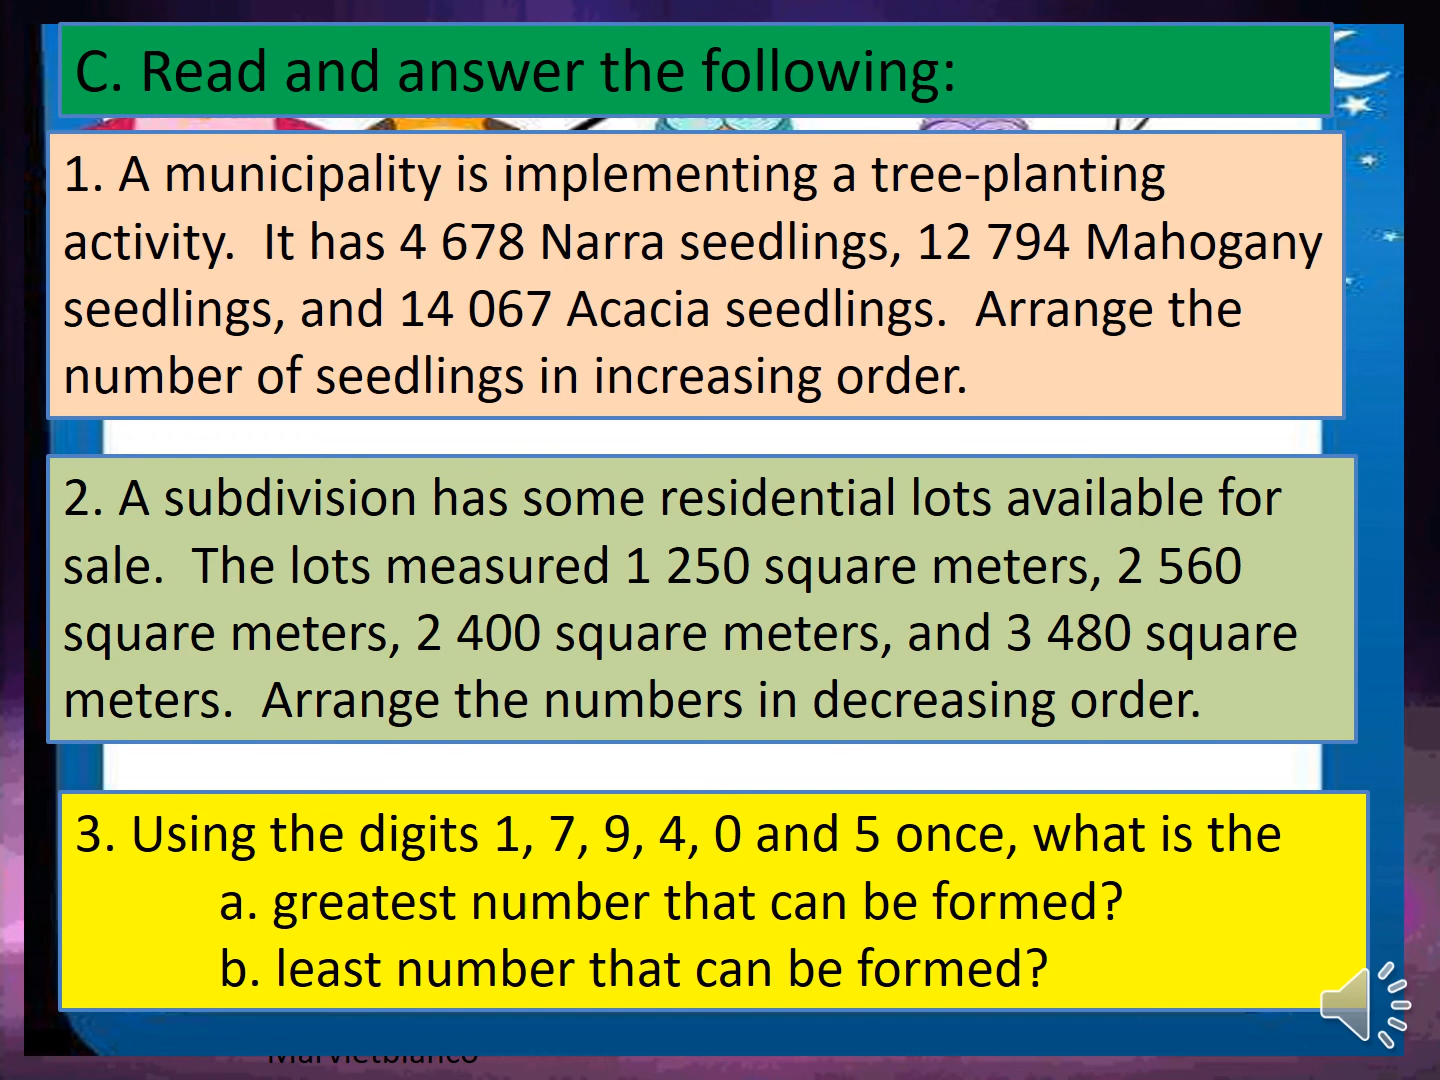 C. Read and answer the following:
1. A municipality is implementing a tree-planting
activity.  It has 4 678 Narra seedlings, 12 794 Mahogany
seedlings, and 14 067 Acacia seedlings.  Arrange the
number of seedlings in increasing order.
2. A subdivision has some residential lots available for
sale.  The lots measured 1 250 square meters, 2 560
square meters, 2 400 square meters, and 3 480 square
meters.  Arrange the numbers in decreasing order.
3. Using the digits 1, 7, 9, 4, 0 and 5 once, what is the
a. greatest number that can be formed?
b. least number that can be formed?